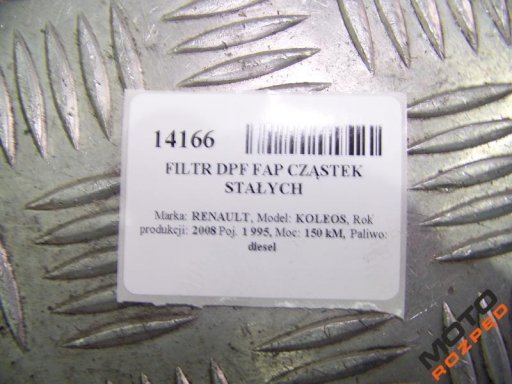 14166
FILTR DPF FAP CZĄSTEK
STAŁYCH
Marka: RENAULT, Model: KOLEOS, Rok
produkcji: 2008 Poj. 1 995, Moc: 150 kM, Paliwo:
diesel
MOTO
ROZPĘD